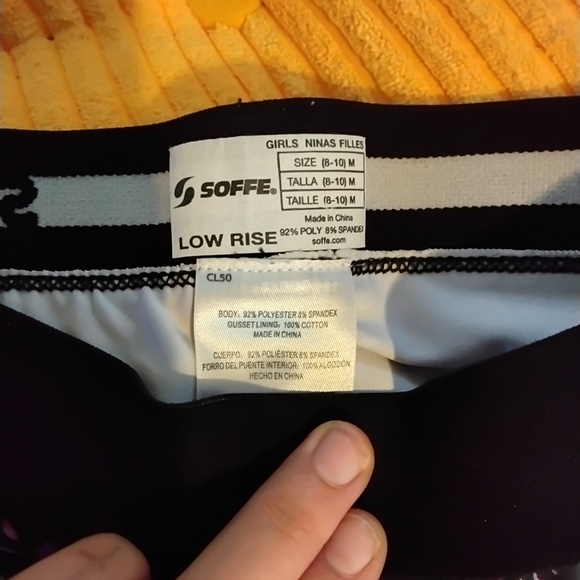 GIRLS NINAS FILLES
SOFFE®
SIZE (8-10) M
TALLA (8-10) M
TAILLE (8-10) M
Made in China
LOW RISE
92% POLY 8% SPANDEX
soffe.com
CL50
BODY: 92% POLYESTER 8% SPANDEX
GUSSET LINING: 100% COTTON
MADE IN CHINA
CUERPO: 92% POLIÉSTER 8% SPANDEX
FORRO DEL PUENTE INTERIOR: 100% ALGODON
HECHO EN CHINA